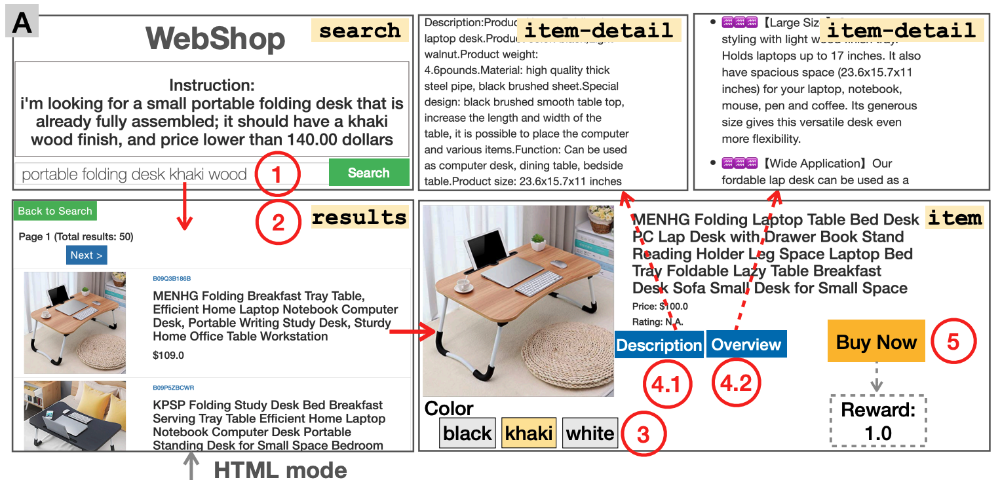 A
WebShop
search
Instruction:
i'm looking for a small portable folding desk that is
already fully assembled; it should have a khaki
wood finish, and price lower than 140.00 dollars
portable folding desk khaki wood
1
Search
item-detail
Description:Produc
laptop desk.Produ
walnut.Product weight:
4.6pounds.Material: high quality thick
steel pipe, black brushed sheet.Special
design: black brushed smooth table top,
increase the length and width of the
table, it is possible to place the computer
and various items.Function: Can be used
as computer desk, dining table, bedside
table.Product size: 23.6x15.7x11 inches
item-detail
• ♒♒♒【Large Siz
styling with light wood finish tray.
Holds laptops up to 17 inches. It also
have spacious space (23.6x15.7x11
inches) for your laptop, notebook,
mouse, pen and coffee. Its generous
size gives this versatile desk even
more flexibility.
• ♒♒♒【Wide Application】Our
fordable lap desk can be used as a
Back to Search
2
results
Page 1 (Total results: 50)
Next >
B09Q3B186B
MENHG Folding Breakfast Tray Table,
Efficient Home Laptop Notebook Computer
Desk, Portable Writing Study Desk, Sturdy
Home Office Table Workstation
$109.0
B09P5ZBCWR
KPSP Folding Study Desk Bed Breakfast
Serving Tray Table Efficient Home Laptop
Notebook Computer Desk Portable
Standing Desk for Small Space Bedroom
item
MENHG Folding Laptop Table Bed Desk
PC Lap Desk with Drawer Book Stand
Reading Holder Leg Space Laptop Bed
Tray Foldable Lazy Table Breakfast
Desk Sofa Small Desk for Small Space
Price: $100.0
Rating: N.A.
Description
Overview
4.1
4.2
Buy Now
5
Reward:
1.0
Color
black
khaki
white
3
HTML mode